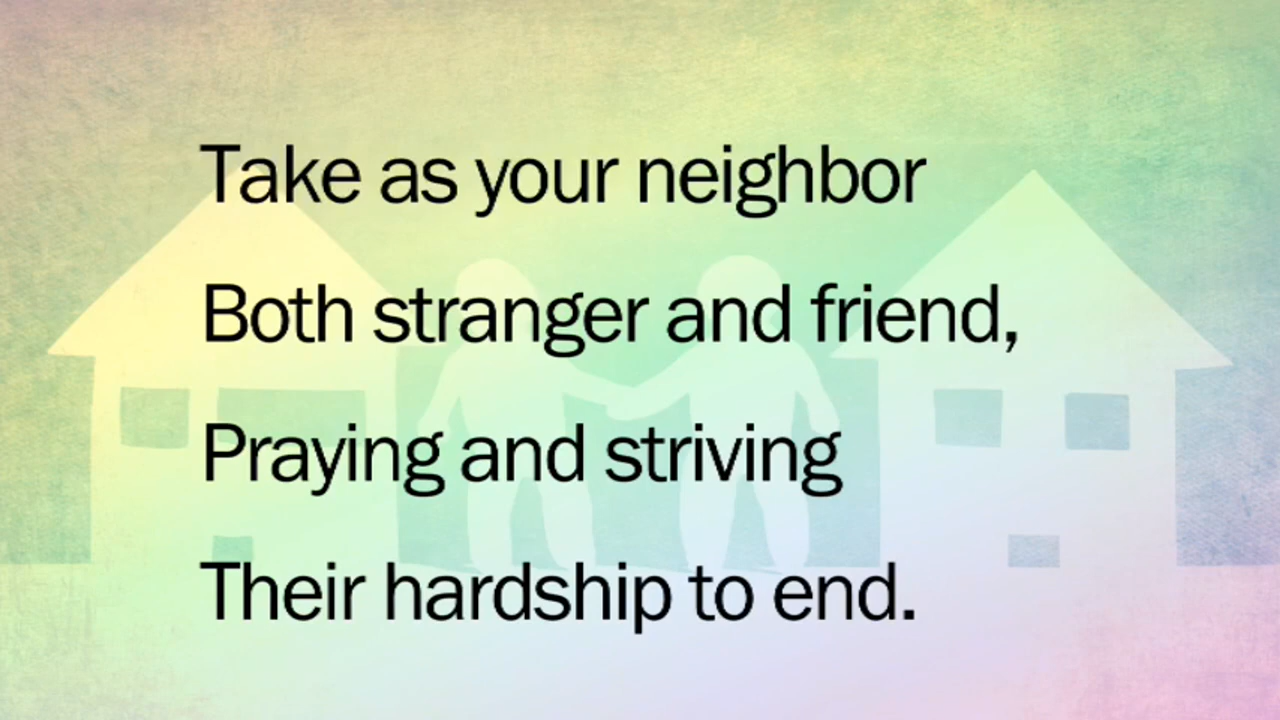 Take as your neighbor
Both stranger and friend,
Praying and striving
Their hardship to end.